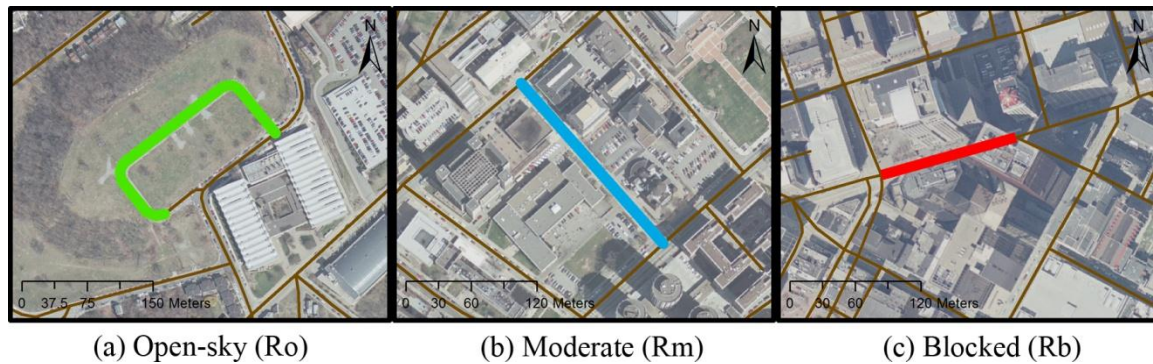 N
N
N
0 37.5 75 150 Meters
0 30 60 120 Meters
0 30 60 120 Meters
(a) Open-sky (Ro)
(b) Moderate (Rm)
(c) Blocked (Rb)